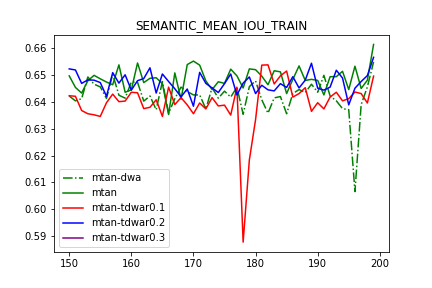 SEMANTIC_MEAN_IOU_TRAIN
0.66
0.65
0.64
0.63
0.62
0.61
0.60
0.59
mtan-dwa
mtan
mtan-tdwar0.1
mtan-tdwar0.2
mtan-tdwar0.3
150 160 170 180 190 200